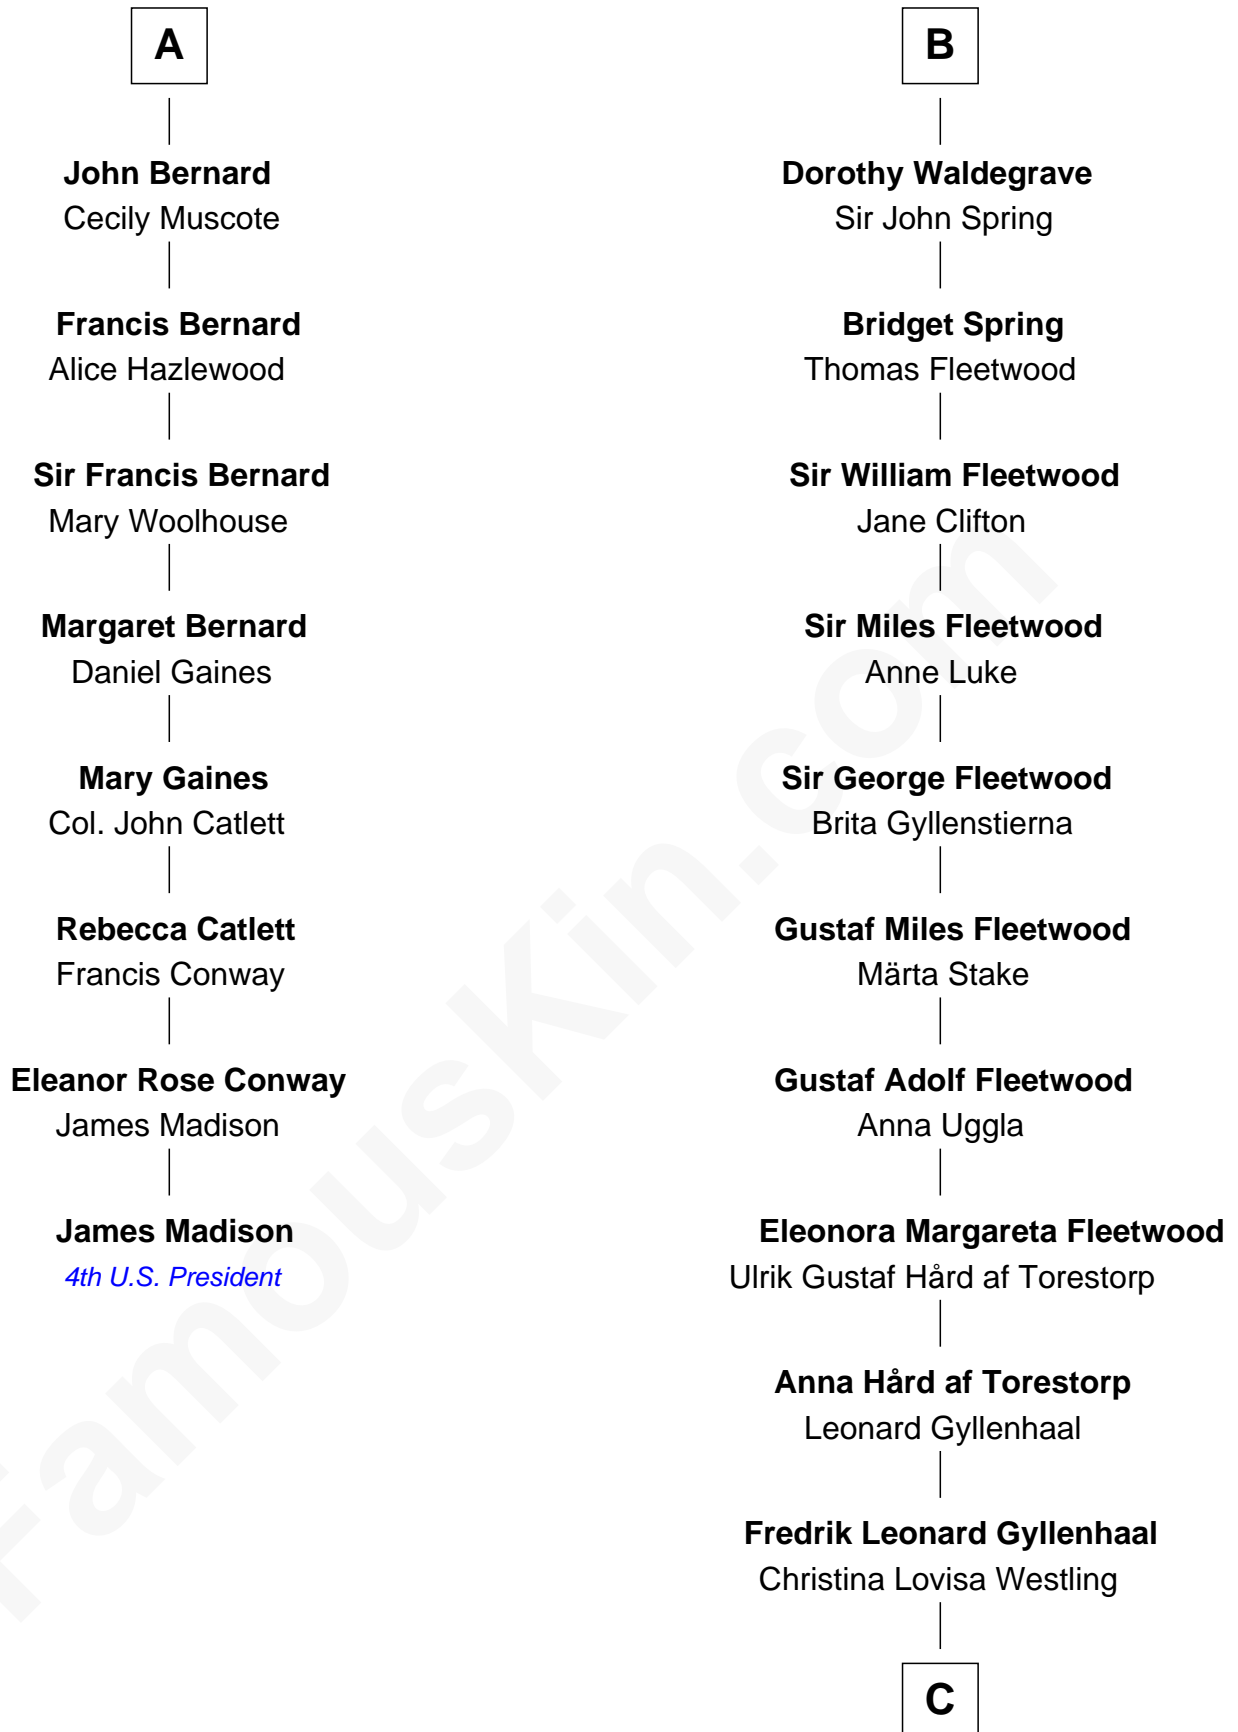 A
John Bernard
Cecily Muscote
Francis Bernard
Alice Hazlewood
Sir Francis Bernard
Mary Woolhouse
Margaret Bernard
Daniel Gaines
Mary Gaines
Col. John Catlett
Rebecca Catlett
Francis Conway
Eleanor Rose Conway
James Madison
James Madison
4th U.S. President
B
Dorothy Waldegrave
Sir John Spring
Bridget Spring
Thomas Fleetwood
Sir William Fleetwood
Jane Clifton
Sir Miles Fleetwood
Anne Luke
Sir George Fleetwood
Brita Gyllenstierna
Gustaf Miles Fleetwood
Märta Stake
Gustaf Adolf Fleetwood
Anna Uggla
Eleonora Margareta Fleetwood
Ulrik Gustaf Hård af Torestorp
Anna Hård af Torestorp
Leonard Gyllenhaal
Fredrik Leonard Gyllenhaal
Christina Lovisa Westling
C
FamousKin.com